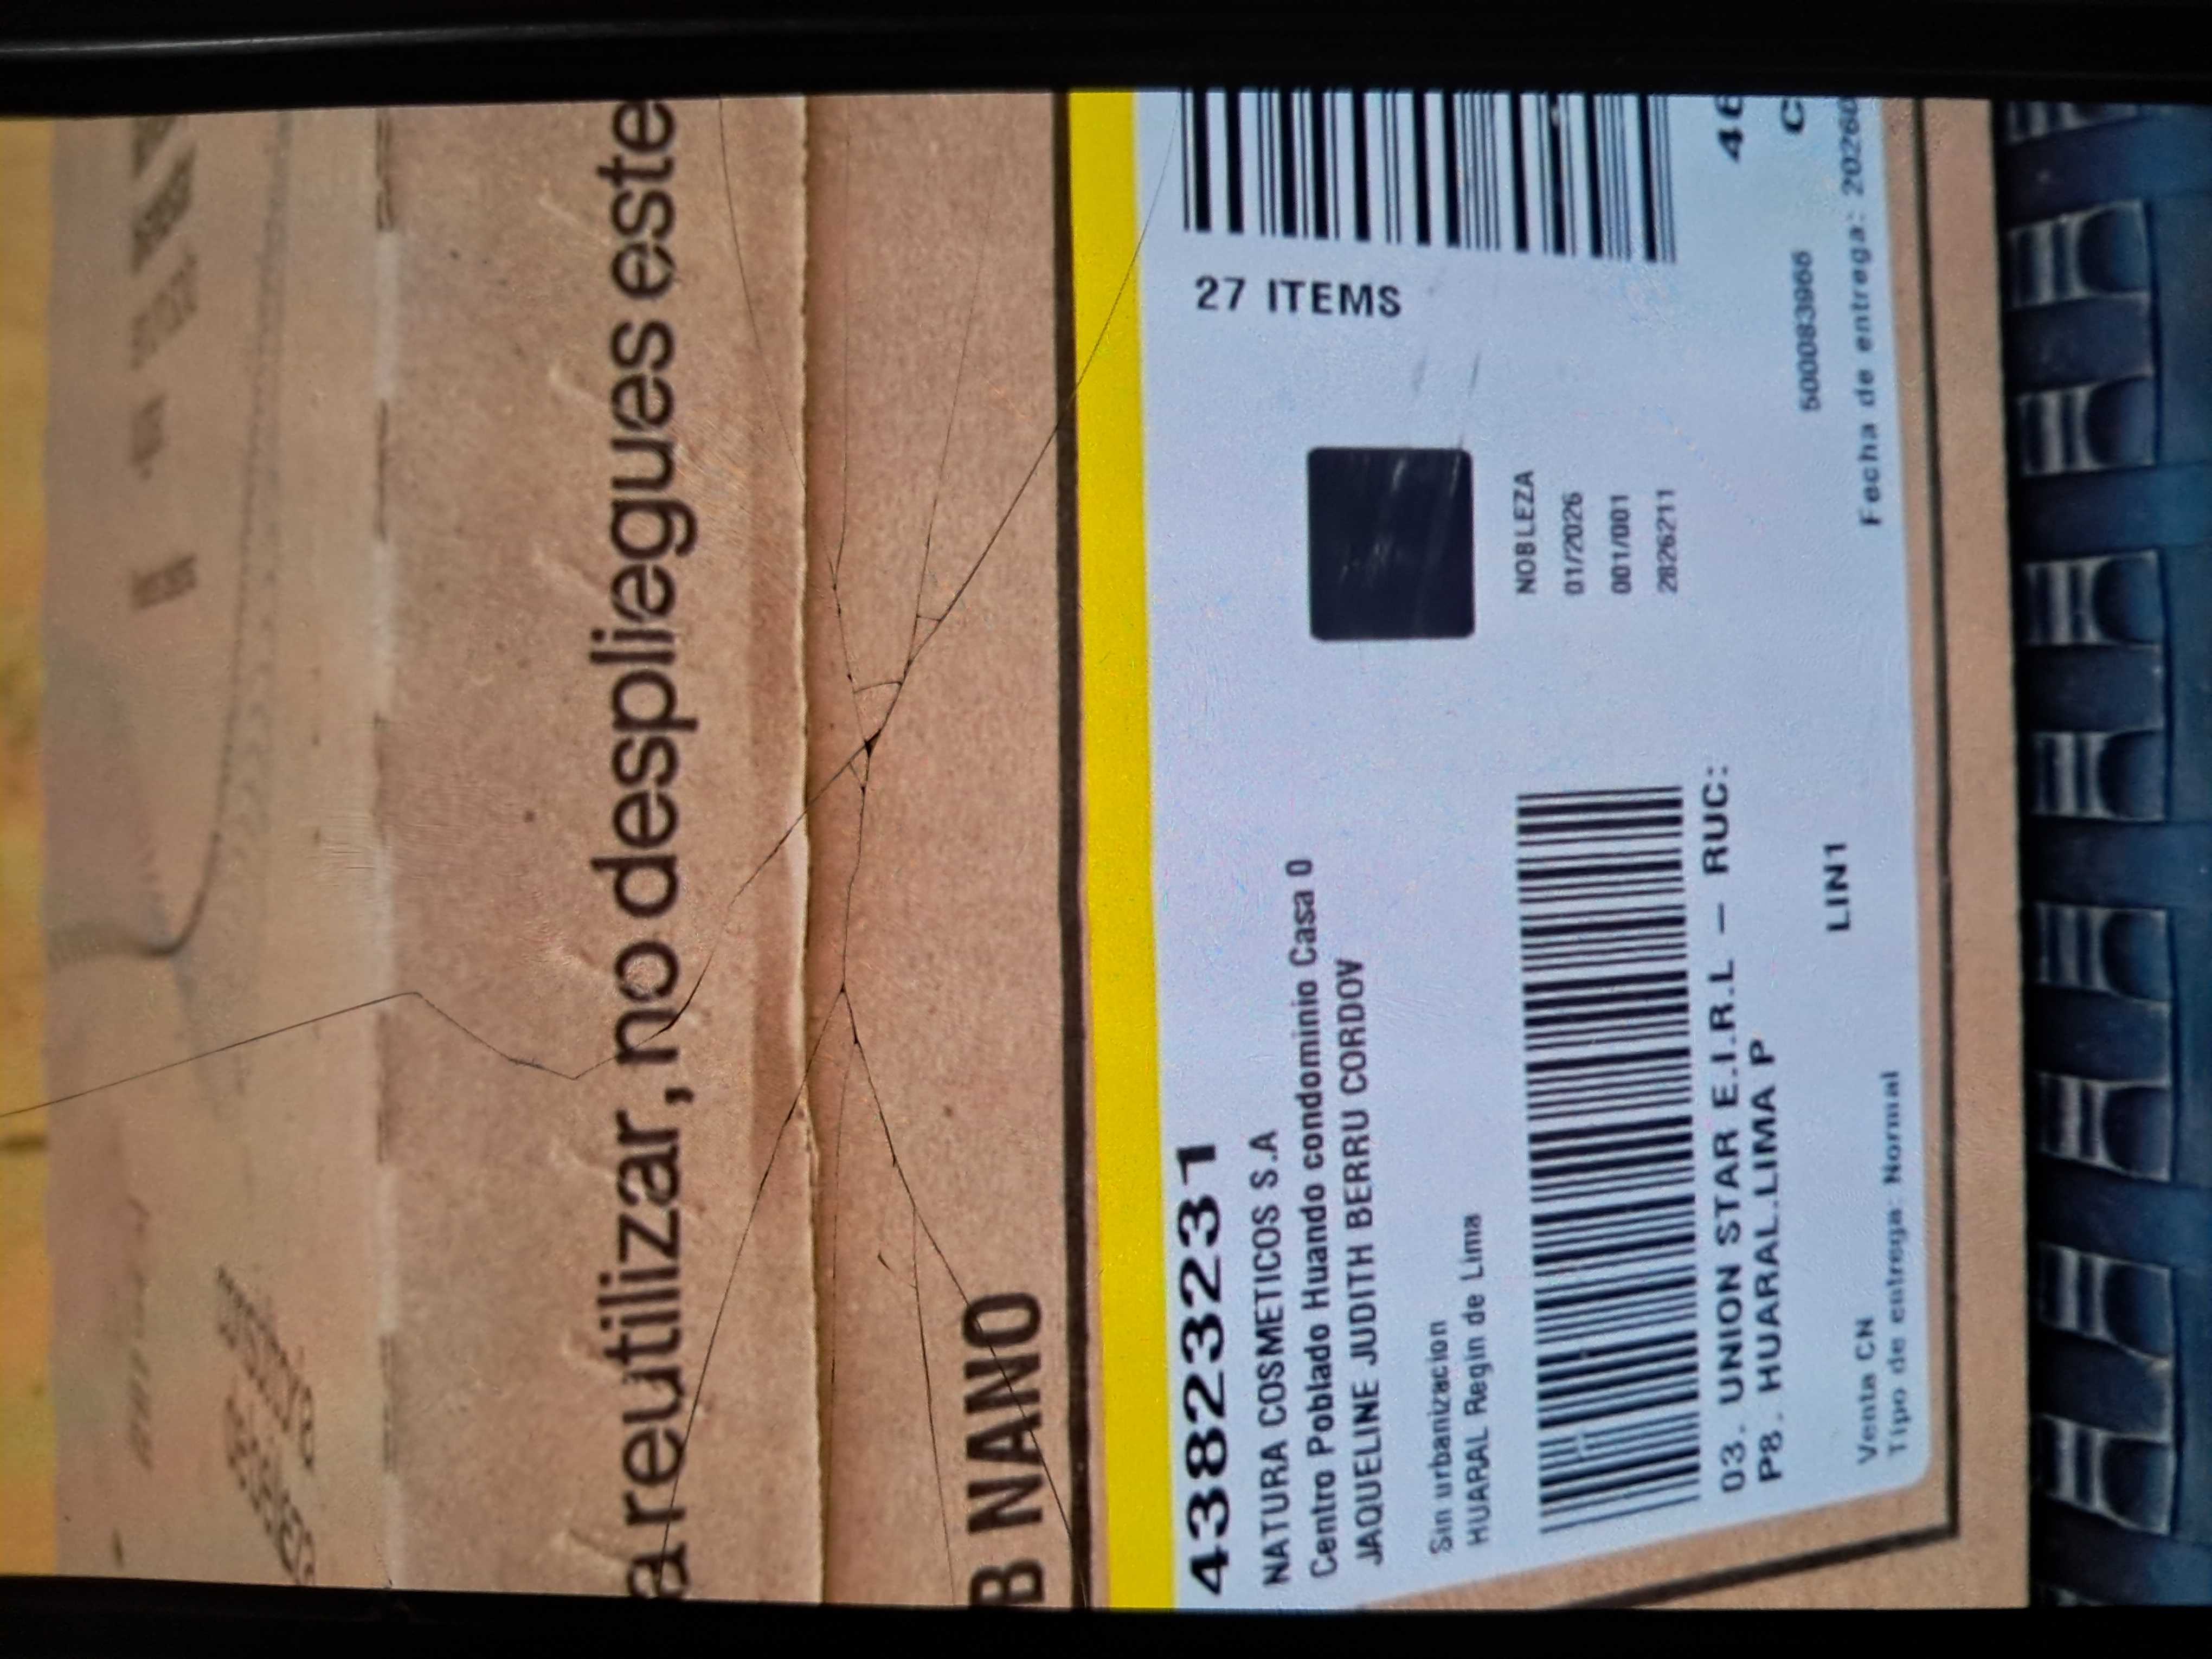 a reutilizar, no despliegues este
B NANO
43823231
27 ITEMS
NATURA COSMETICOS S.A
Centro Poblado Huando condominio Casa 0
JAQUELINE JUDITH BERRU CORDOV
Sin urbanizacion
HUARAL Regin de Lima
NOBLEZA
01/2026
001/001
2826211
03. UNION STAR E.I.R.L - RUC:
P8. HUARAL.LIMA P
46
C
LIN1
500083966
Venta CN
Tipo de entrega: Normal
Fecha de entrega: 20260